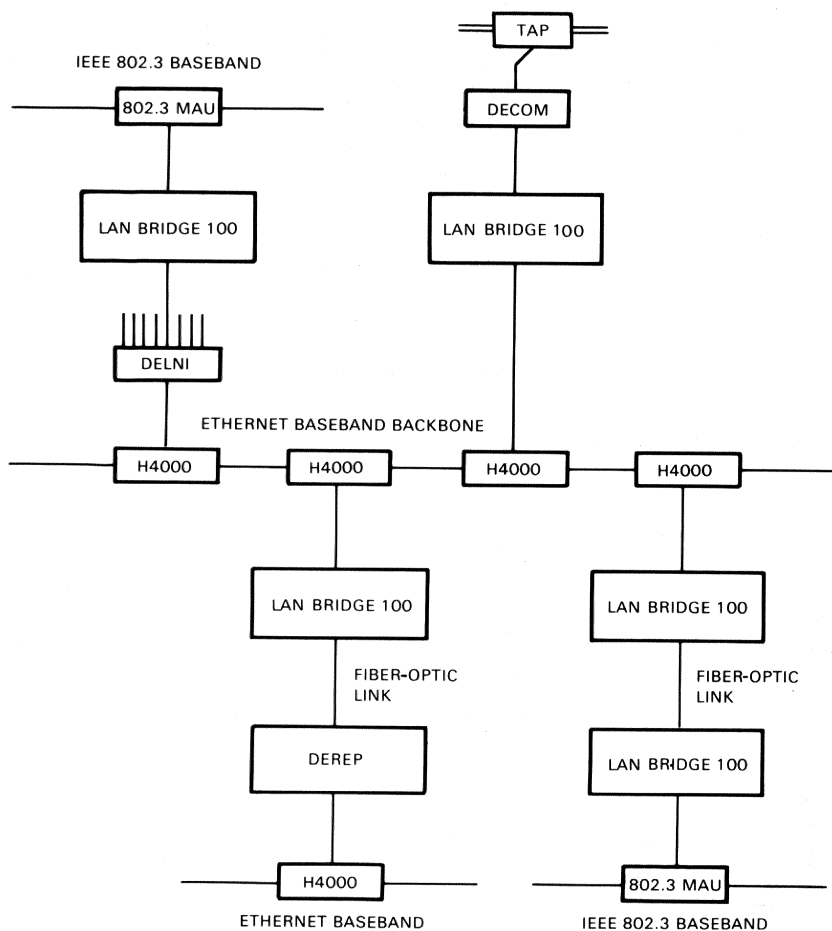 TAP
IEEE 802.3 BASEBAND
802.3 MAU
DECOM
LAN BRIDGE 100
LAN BRIDGE 100
DELNI
ETHERNET BASEBAND BACKBONE
H4000
H4000
H4000
H4000
LAN BRIDGE 100
LAN BRIDGE 100
FIBER-OPTIC
LINK
FIBER-OPTIC
LINK
DEREP
LAN BRIDGE 100
H4000
802.3 MAU
ETHERNET BASEBAND
IEEE 802.3 BASEBAND